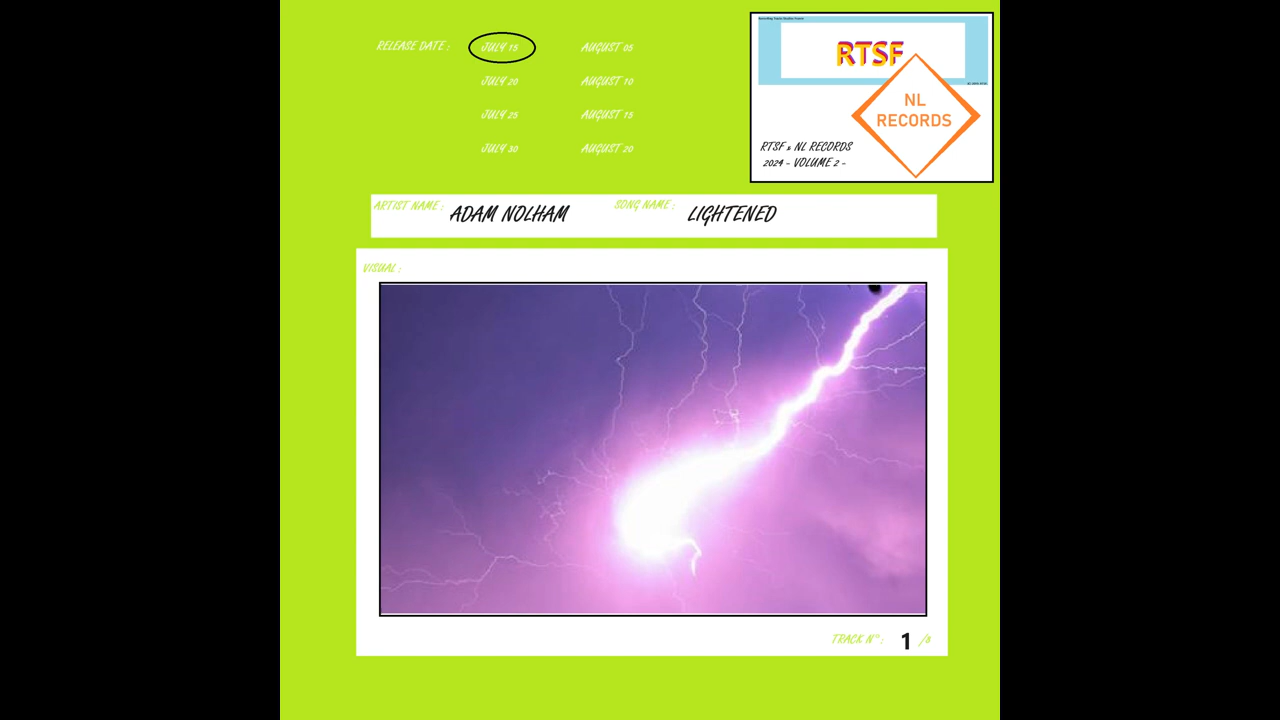 RELEASE DATE :
JULY 15 AUGUST 05
JULY 20 AUGUST 10
JULY 25 AUGUST 15
JULY 30 AUGUST 20
RTSF
NL
RECORDS
RTSF & NL RECORDS
2024 - VOLUME 2 -
ARTIST NAME : ADAM NOLHAM SONG NAME : LIGHTENED
VISUAL :
TRACK N° : 1 /8